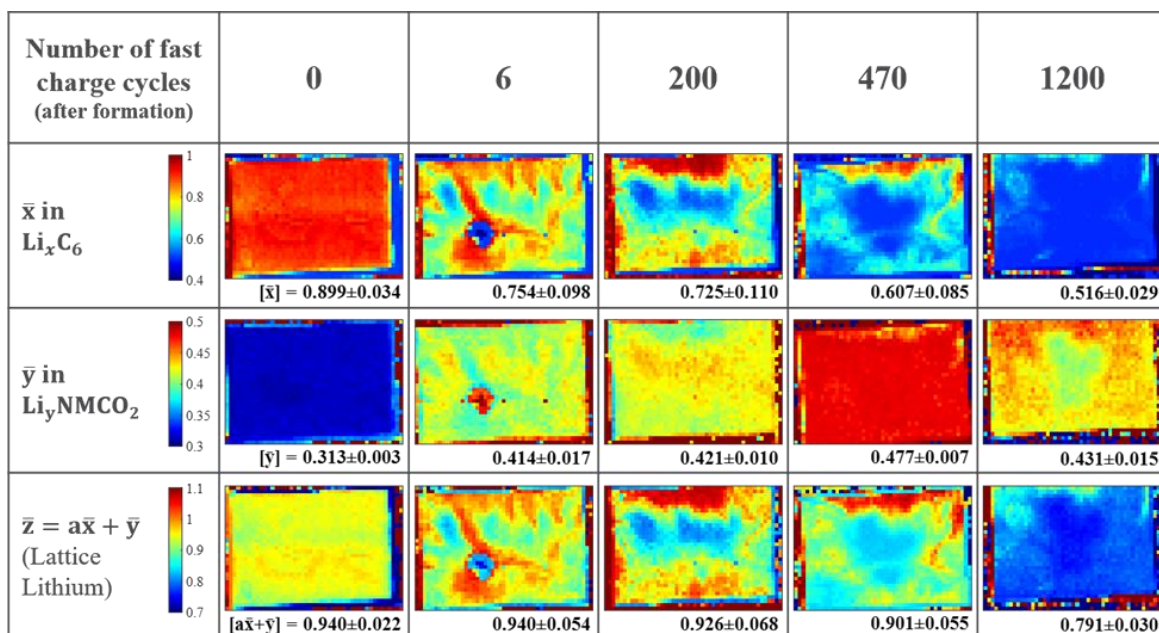 Number of fast
charge cycles
(after formation)
0
6
200
470
1200
x̄ in
LiₓC₆
1
0.8
0.6
0.4
[x̄] = 0.899±0.034
0.754±0.098
0.725±0.110
0.607±0.085
0.516±0.029
ȳ in
LiᵧNMCO₂
0.5
0.45
0.4
0.35
0.3
[ȳ] = 0.313±0.003
0.414±0.017
0.421±0.010
0.477±0.007
0.431±0.015
z̄ = ax̄ + ȳ
(Lattice
Lithium)
1.1
1
0.9
0.8
0.7
[ax̄+ȳ] = 0.940±0.022
0.940±0.054
0.926±0.068
0.901±0.055
0.791±0.030